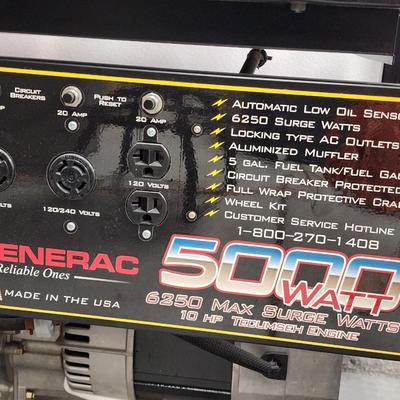 CIRCUIT BREAKERS
PUSH TO RESET
20 AMP
20 AMP
120/240 VOLTS
120 VOLTS
AUTOMATIC LOW OIL SENSO
6250 SURGE WATTS
LOCKING TYPE AC OUTLETS
ALUMINIZED MUFFLER
5 GAL. FUEL TANK/FUEL GAU
CIRCUIT BREAKER PROTECTED
FULL WRAP PROTECTIVE CRA
WHEEL KIT
CUSTOMER SERVICE HOTLINE
1-800-270-1408
ENERAC
Reliable Ones
MADE IN THE USA
5000
WATT
6250 MAX SURGE WATTS
10 HP TECUMSEH ENGINE